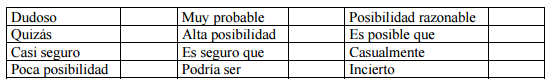 Dudoso Muy probable Posibilidad razonable
Quizás Alta posibilidad Es posible que
Casi seguro Es seguro que Casualmente
Poca posibilidad Podría ser Incierto